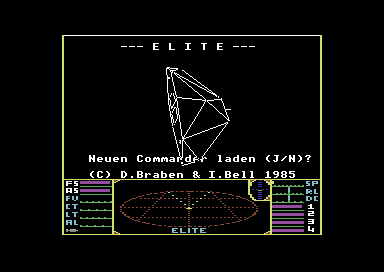 --- E L I T E ---
Neuen Commander laden (J/N)?
(C) D.Braben & I.Bell 1985
FS
AS
FV
CT
LT
AL
SP
RL
DC
1
2
3
4
ELITE